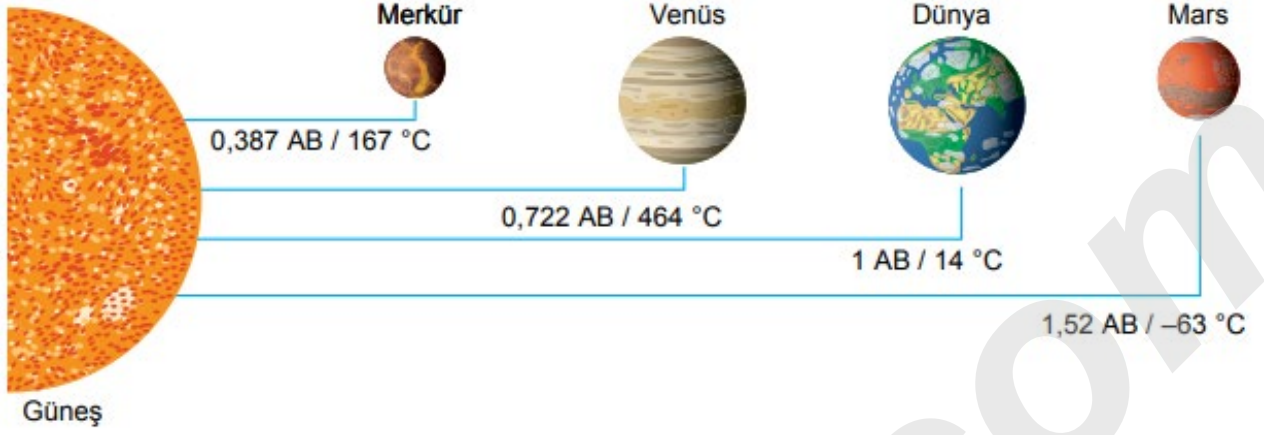 Merkür Venüs Dünya Mars
0,387 AB / 167 °C
0,722 AB / 464 °C
1 AB / 14 °C
1,52 AB / –63 °C
Güneş
com